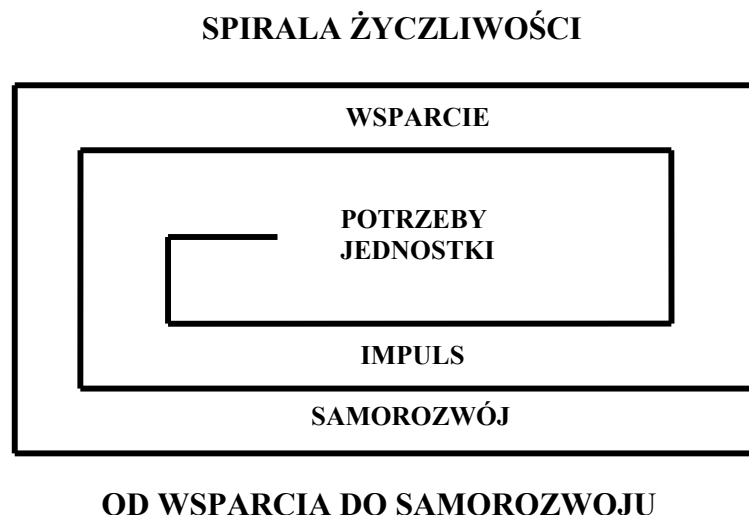 SPIRALA ŻYCZLIWOŚCI
WSPARCIE
POTRZEBY
JEDNOSTKI
IMPULS
SAMOROZWÓJ
OD WSPARCIA DO SAMOROZWOJU